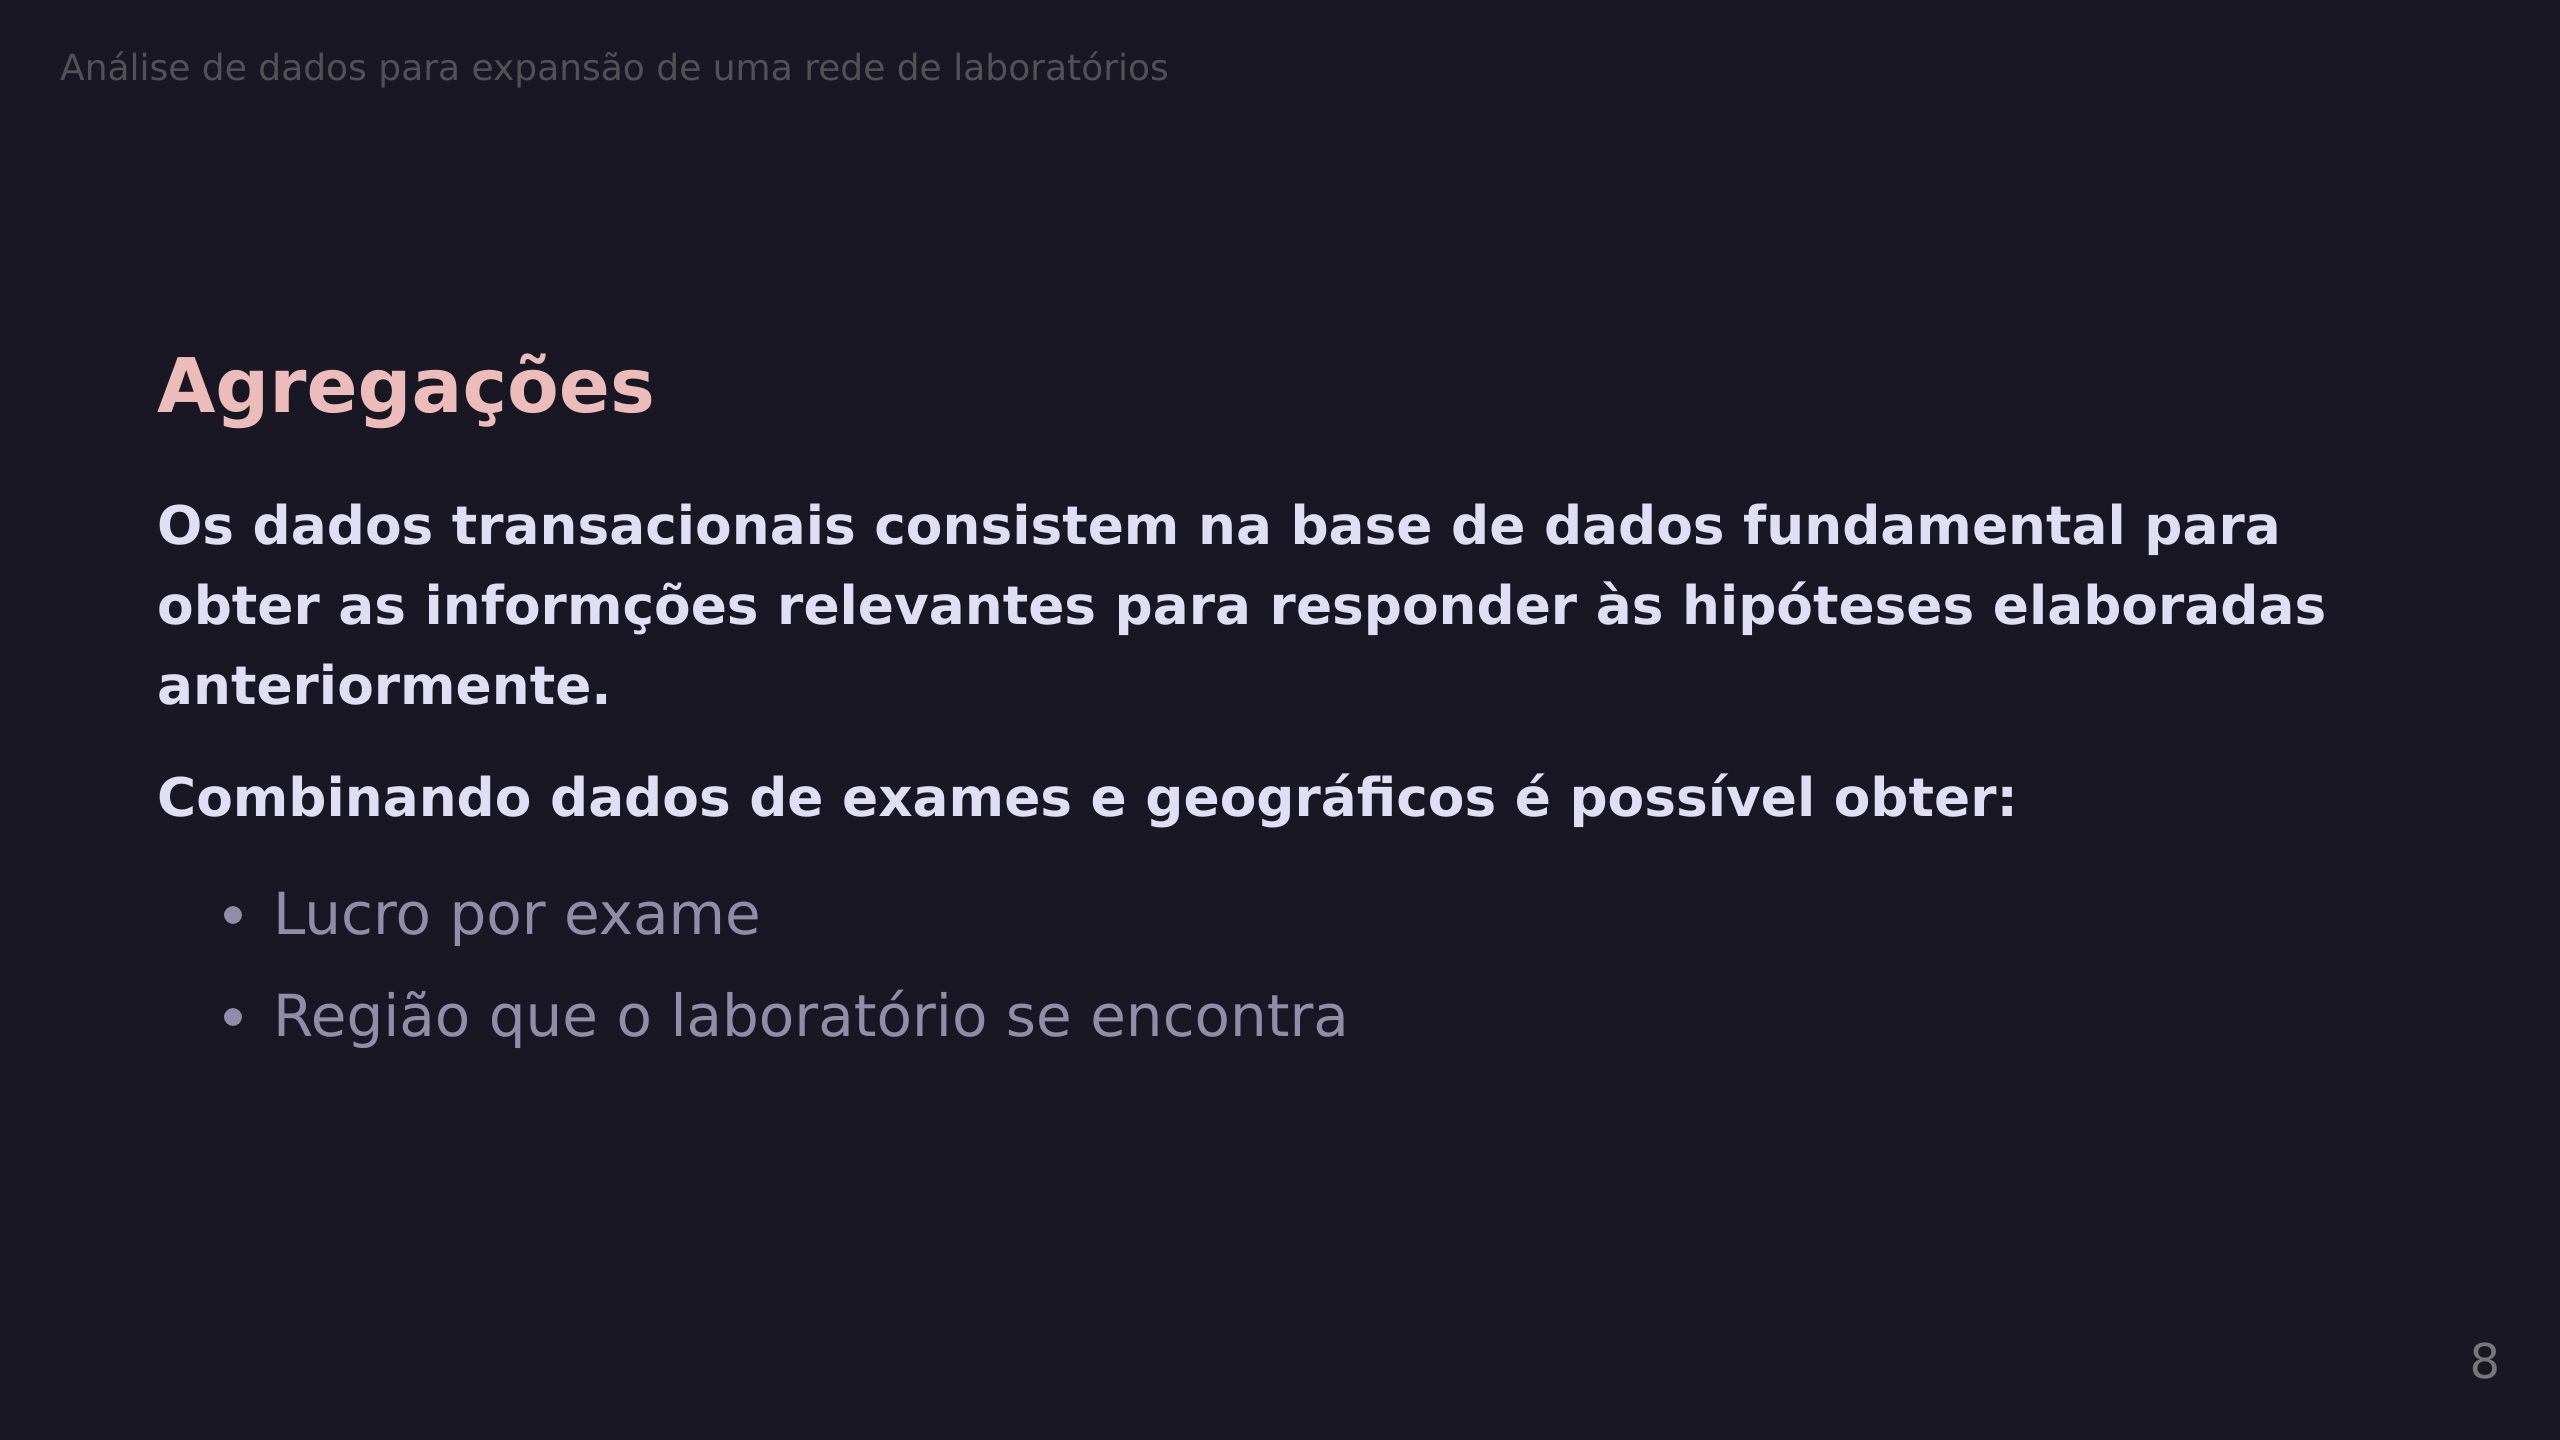 Análise de dados para expansão de uma rede de laboratórios
Agregações
Os dados transacionais consistem na base de dados fundamental para
obter as informções relevantes para responder às hipóteses elaboradas
anteriormente.
Combinando dados de exames e geográficos é possível obter:
• Lucro por exame
• Região que o laboratório se encontra
8